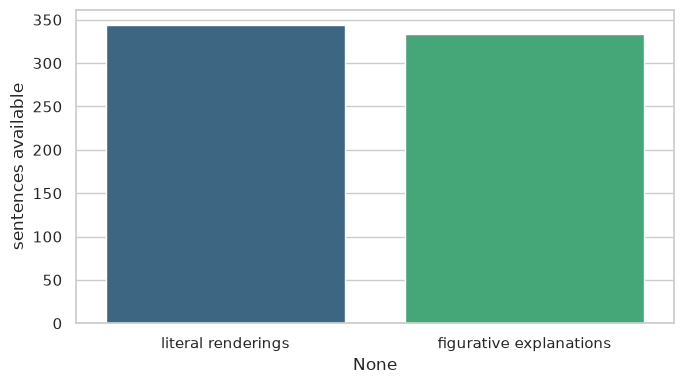 350
300
250
200
150
100
50
0
sentences available
literal renderings
figurative explanations
None